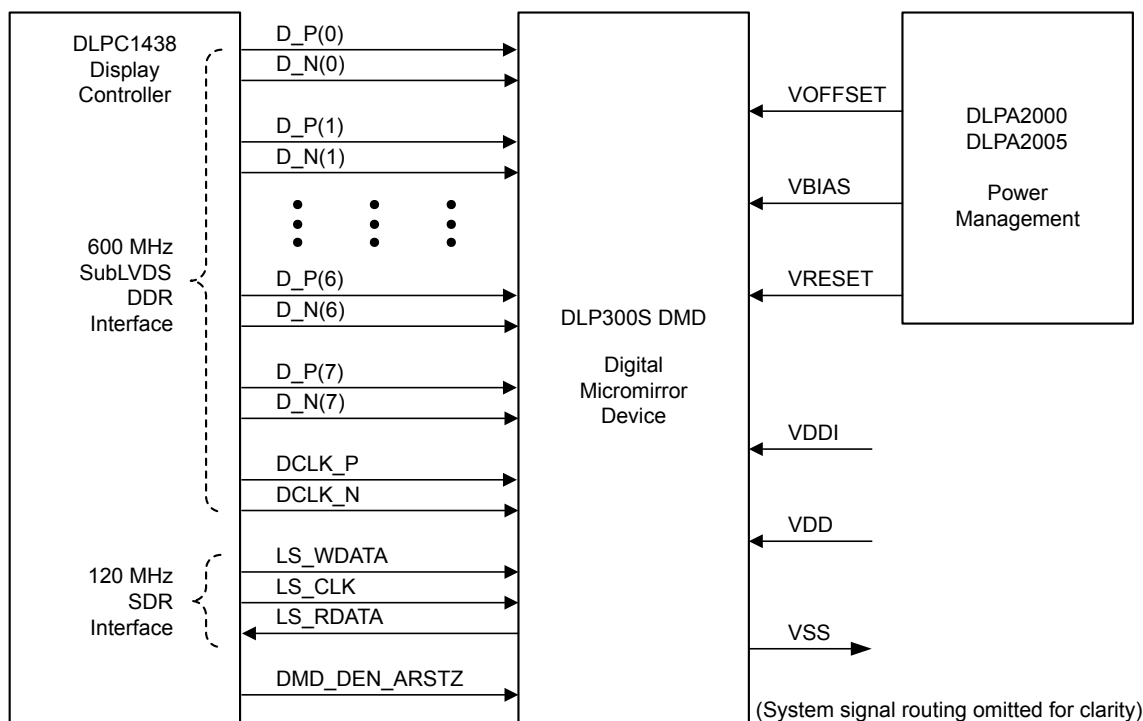 DLPC1438
Display
Controller
600 MHz
SubLVDS
DDR
Interface
120 MHz
SDR
Interface
D_P(0)
D_N(0)
D_P(1)
D_N(1)
D_P(6)
D_N(6)
D_P(7)
D_N(7)
DCLK_P
DCLK_N
LS_WDATA
LS_CLK
LS_RDATA
DMD_DEN_ARSTZ
DLP300S DMD
Digital
Micromirror
Device
VOFFSET
VBIAS
VRESET
VDDI
VDD
VSS
DLPA2000
DLPA2005
Power
Management
(System signal routing omitted for clarity)